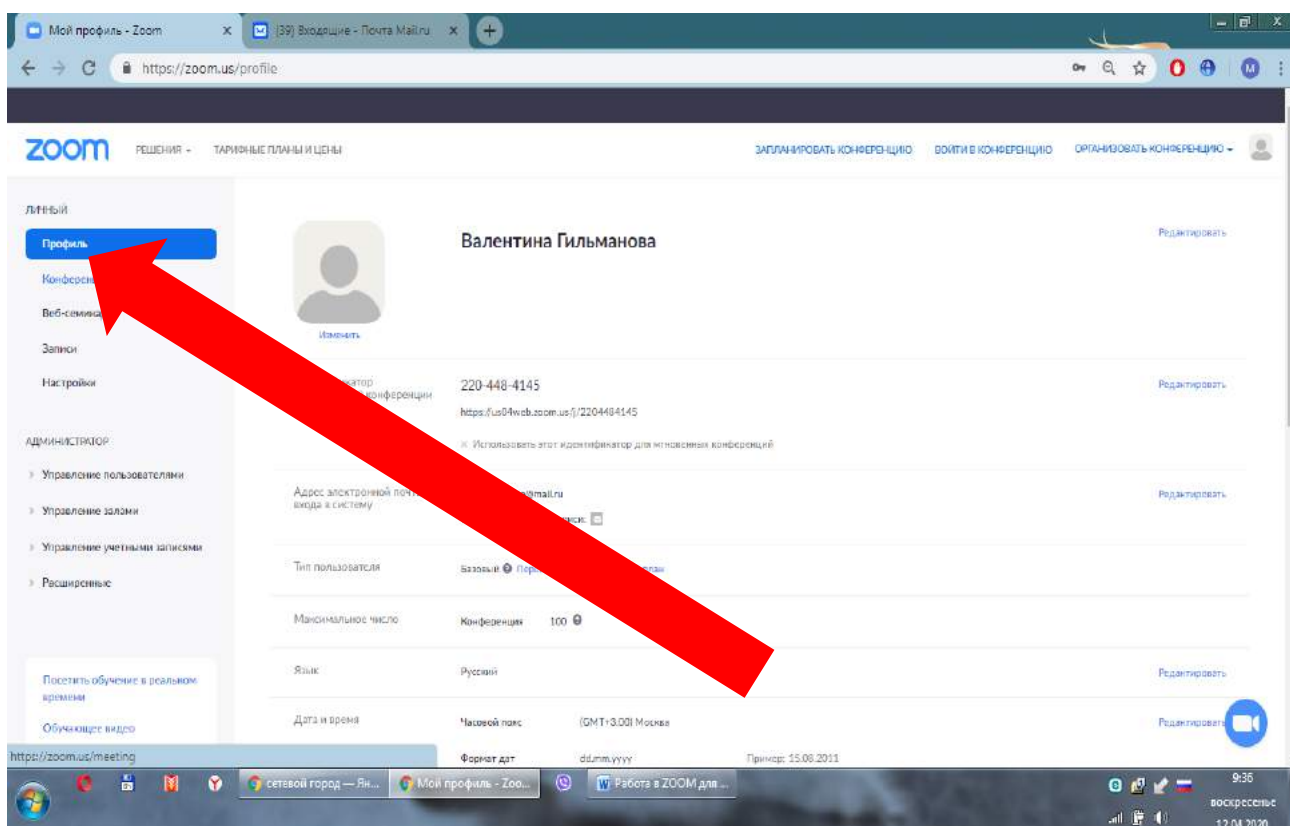 Мой профиль - Zoom
(39) Входящие - Почта Mail.ru
https://zoom.us/profile
zoom
РЕШЕНИЯ
ТАРИФНЫЕ ПЛАНЫ И ЦЕНЫ
ЗАПЛАНИРОВАТЬ КОНФЕРЕНЦИЮ
ВОЙТИ В КОНФЕРЕНЦИЮ
ОРГАНИЗОВАТЬ КОНФЕРЕНЦИЮ
ЛИЧНЫЙ
Профиль
Валентина Гильманова
Редактировать
Изменить
Записи
Настройки
конференции
220-448-4145
Редактировать
https://us04web.zoom.us/j/2204484145
Использовать этот идентификатор для мгновенных конференций
АДМИНИСТРАТОР
Управление пользователями
Управление залами
Управление учетными записями
Расширенные
Адрес электронной
входа в систему
mail.ru
Редактировать
Тип пользователя
Базовый
план
Максимальное число
Конференция 100
Язык
Русский
Редактировать
Посетить обучение в реальном
времени
Обучающее видео
Дата и время
Часовой пояс (GMT+3:00) Москва
Формат дат dd.mm.yyyy Пример: 15.08.2011
https://zoom.us/meeting
сетевой город — Ян...
Мой профиль - Zoo...
Работа в ZOOM для ...
9:36
воскресенье
12.04.2020